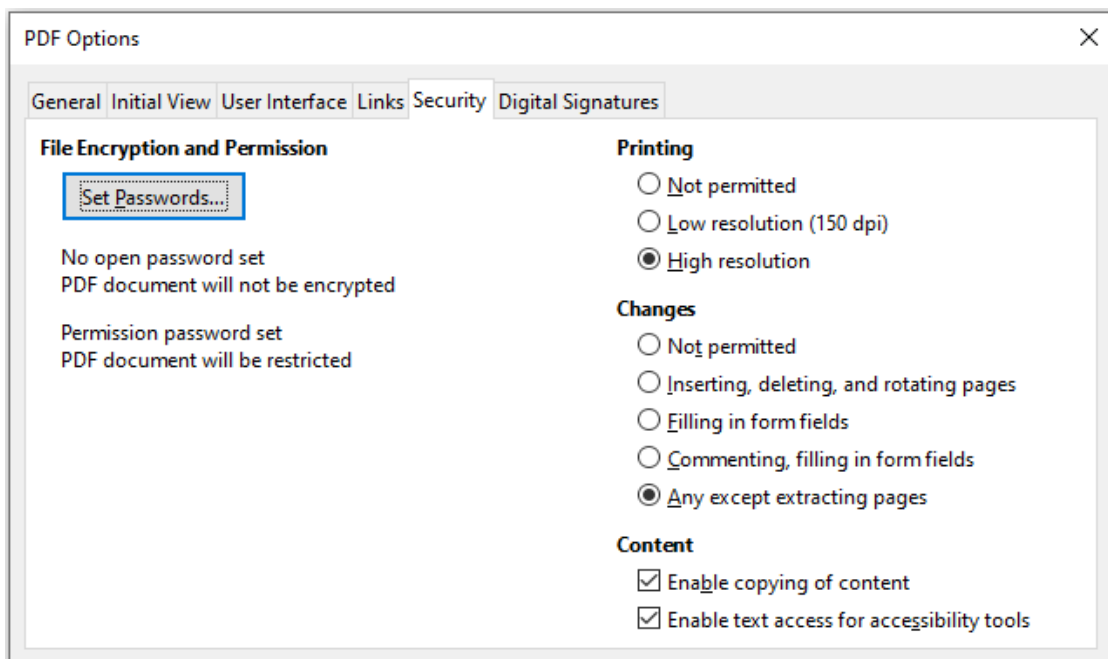 PDF Options
General Initial View User Interface Links Security Digital Signatures
File Encryption and Permission
Set Passwords...
No open password set
PDF document will not be encrypted
Permission password set
PDF document will be restricted
Printing
Not permitted
Low resolution (150 dpi)
High resolution
Changes
Not permitted
Inserting, deleting, and rotating pages
Filling in form fields
Commenting, filling in form fields
Any except extracting pages
Content
Enable copying of content
Enable text access for accessibility tools